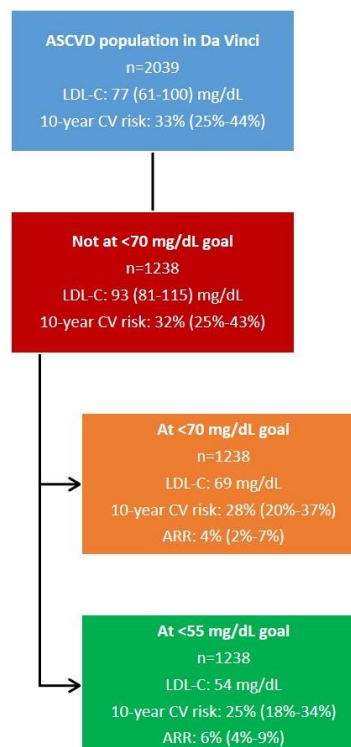 ASCVD population in Da Vinci
n=2039
LDL-C: 77 (61-100) mg/dL
10-year CV risk: 33% (25%-44%)
Not at <70 mg/dL goal
n=1238
LDL-C: 93 (81-115) mg/dL
10-year CV risk: 32% (25%-43%)
At <70 mg/dL goal
n=1238
LDL-C: 69 mg/dL
10-year CV risk: 28% (20%-37%)
ARR: 4% (2%-7%)
At <55 mg/dL goal
n=1238
LDL-C: 54 mg/dL
10-year CV risk: 25% (18%-34%)
ARR: 6% (4%-9%)